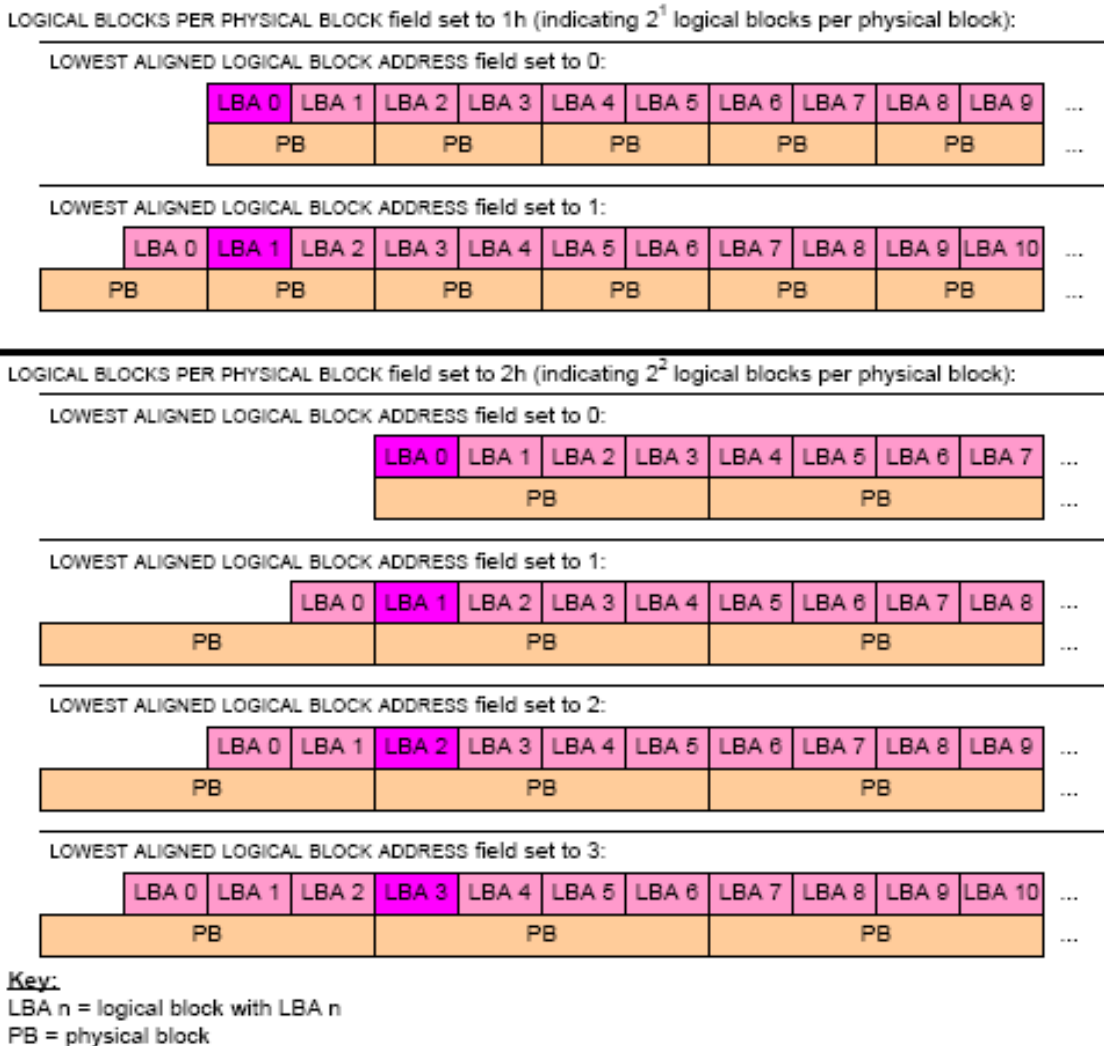 LOGICAL BLOCKS PER PHYSICAL BLOCK field set to 1h (indicating 2¹ logical blocks per physical block):
LOWEST ALIGNED LOGICAL BLOCK ADDRESS field set to 0:
LBA 0 LBA 1 LBA 2 LBA 3 LBA 4 LBA 5 LBA 6 LBA 7 LBA 8 LBA 9 ...
PB PB PB PB PB ...
LOWEST ALIGNED LOGICAL BLOCK ADDRESS field set to 1:
LBA 0 LBA 1 LBA 2 LBA 3 LBA 4 LBA 5 LBA 6 LBA 7 LBA 8 LBA 9 LBA 10 ...
PB PB PB PB PB PB ...
LOGICAL BLOCKS PER PHYSICAL BLOCK field set to 2h (indicating 2² logical blocks per physical block):
LOWEST ALIGNED LOGICAL BLOCK ADDRESS field set to 0:
LBA 0 LBA 1 LBA 2 LBA 3 LBA 4 LBA 5 LBA 6 LBA 7 ...
PB PB ...
LOWEST ALIGNED LOGICAL BLOCK ADDRESS field set to 1:
LBA 0 LBA 1 LBA 2 LBA 3 LBA 4 LBA 5 LBA 6 LBA 7 LBA 8 ...
PB PB PB ...
LOWEST ALIGNED LOGICAL BLOCK ADDRESS field set to 2:
LBA 0 LBA 1 LBA 2 LBA 3 LBA 4 LBA 5 LBA 6 LBA 7 LBA 8 LBA 9 ...
PB PB PB ...
LOWEST ALIGNED LOGICAL BLOCK ADDRESS field set to 3:
LBA 0 LBA 1 LBA 2 LBA 3 LBA 4 LBA 5 LBA 6 LBA 7 LBA 8 LBA 9 LBA 10 ...
PB PB PB ...
Key:
LBA n = logical block with LBA n
PB = physical block